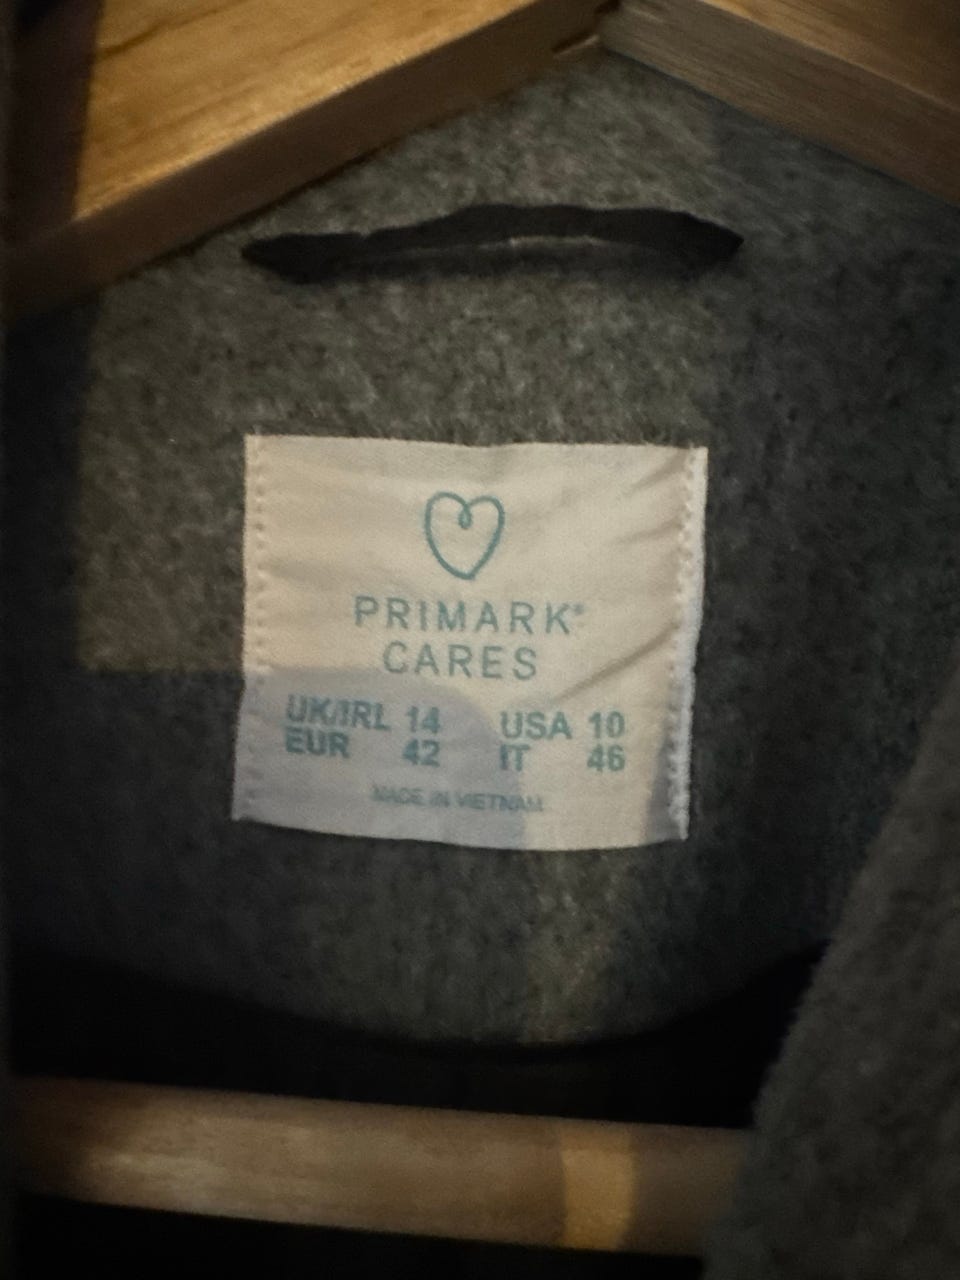 PRIMARK®
CARES
UK/IRL 14 USA 10
EUR 42 IT 46
MADE IN VIETNAM